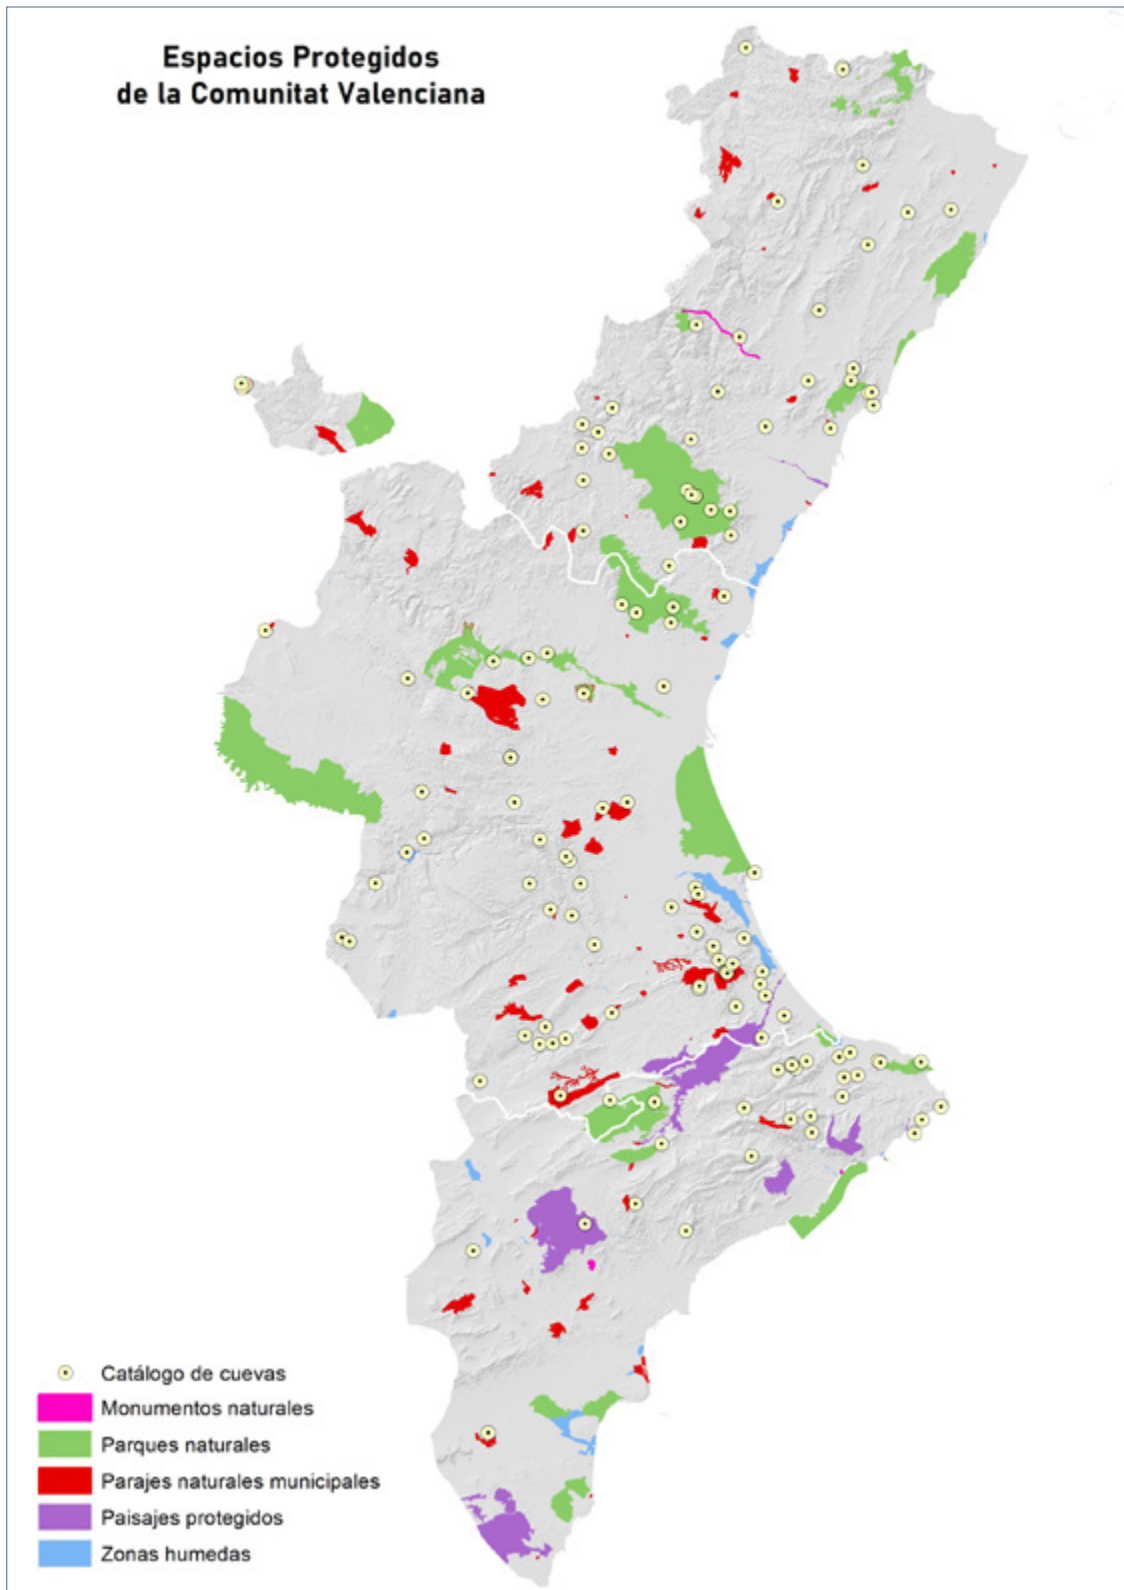 Espacios Protegidos
de la Comunitat Valenciana
Catálogo de cuevas
Monumentos naturales
Parques naturales
Parajes naturales municipales
Paisajes protegidos
Zonas humedas